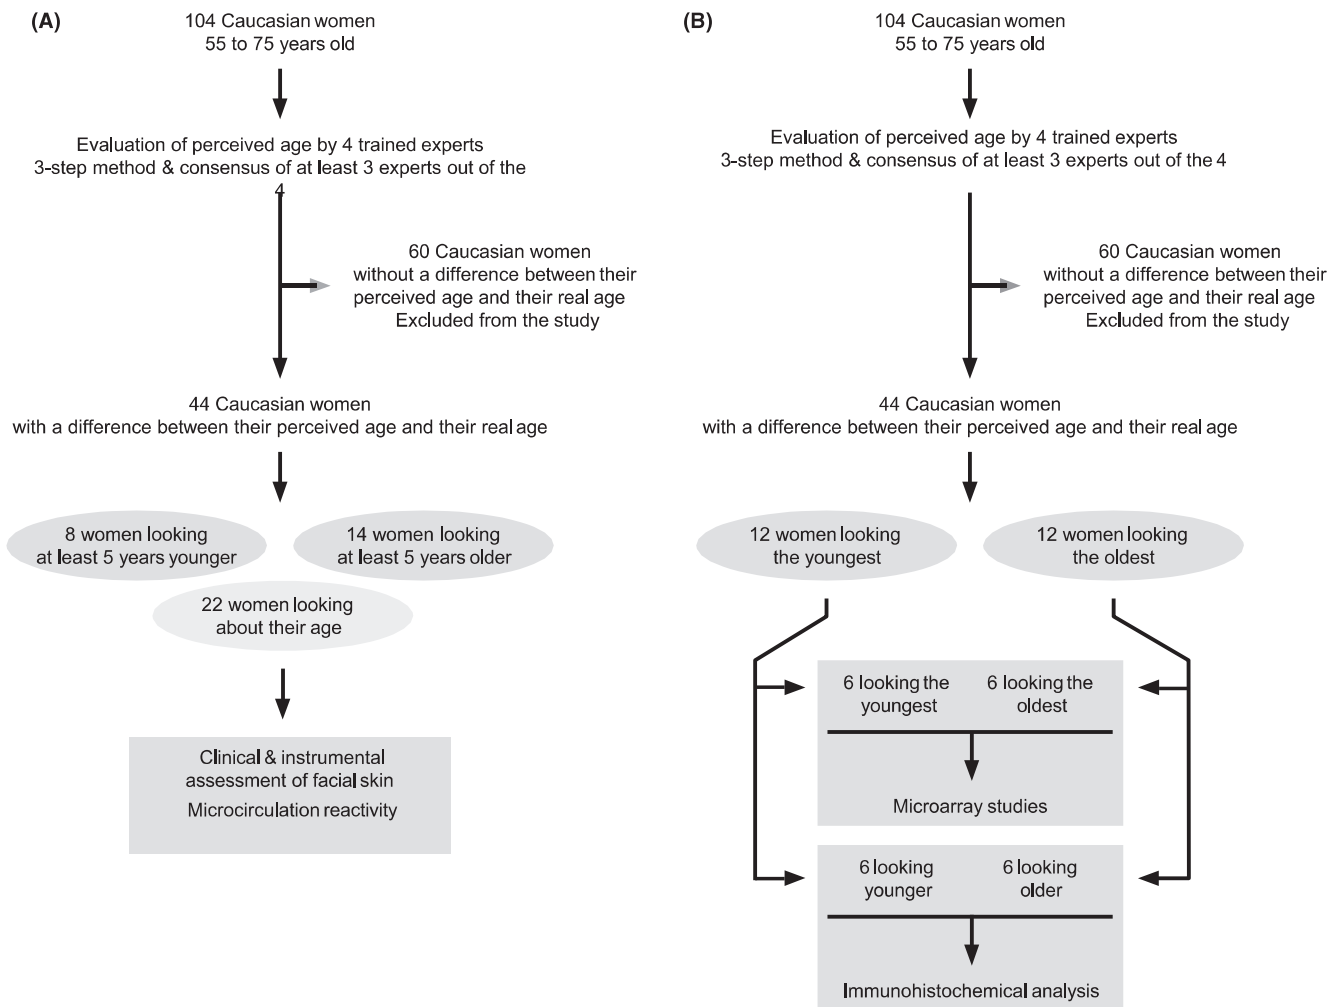 (A)
104 Caucasian women
55 to 75 years old
Evaluation of perceived age by 4 trained experts
3-step method & consensus of at least 3 experts out of the
4
60 Caucasian women
without a difference between their
perceived age and their real age
Excluded from the study
44 Caucasian women
with a difference between their perceived age and their real age
8 women looking
at least 5 years younger
14 women looking
at least 5 years older
22 women looking
about their age
Clinical & instrumental
assessment of facial skin
Microcirculation reactivity
(B)
104 Caucasian women
55 to 75 years old
Evaluation of perceived age by 4 trained experts
3-step method & consensus of at least 3 experts out of the 4
60 Caucasian women
without a difference between their
perceived age and their real age
Excluded from the study
44 Caucasian women
with a difference between their perceived age and their real age
12 women looking
the youngest
12 women looking
the oldest
6 looking the
youngest
6 looking the
oldest
Microarray studies
6 looking
younger
6 looking
older
Immunohistochemical analysis